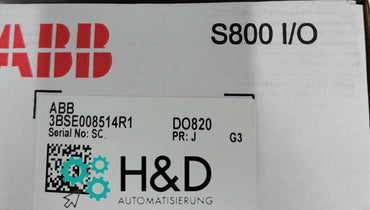 ABB
S800 I/O
ABB
3BSE008514R1
DO820
Serial No: SC.
PR: J
G3
H&D
AUTOMATISIERUNG